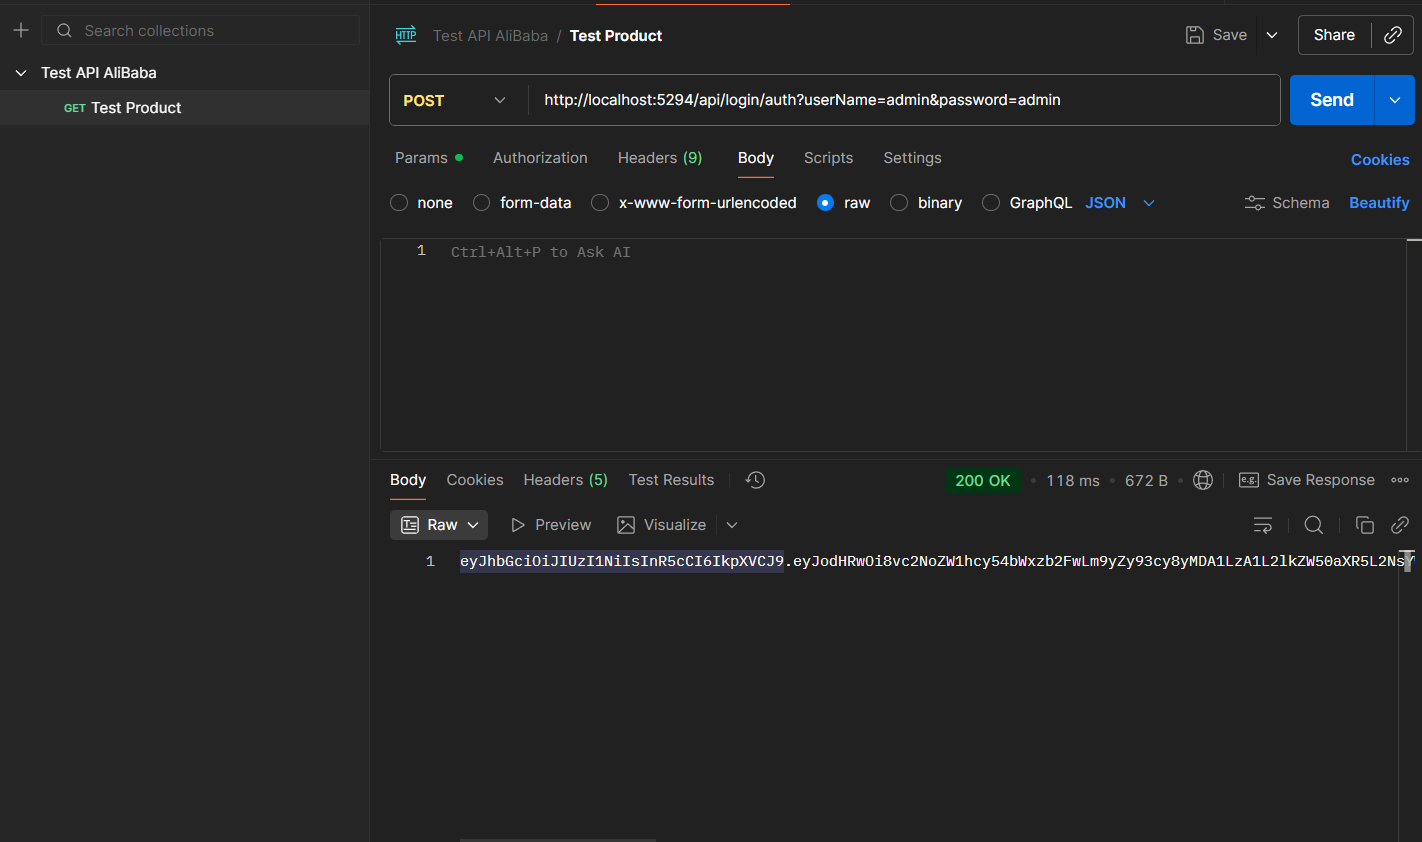 Search collections
Test API AliBaba
GET Test Product
HTTP Test API AliBaba / Test Product
Save
Share
POST
http://localhost:5294/api/login/auth?userName=admin&password=admin
Send
Params
Authorization
Headers (9)
Body
Scripts
Settings
Cookies
none
form-data
x-www-form-urlencoded
raw
binary
GraphQL
JSON
Schema
Beautify
1
Ctrl+Alt+P to Ask AI
Body
Cookies
Headers (5)
Test Results
200 OK
118 ms
672 B
e.g.
Save Response
Raw
Preview
Visualize
1
eyJhbGciOiJIUzI1NiIsInR5cCI6IkpXVCJ9.eyJodHRwOi8vc2NoZW1hcy54bWxzb2FwLm9yZy93cy8yMDA1LzA1L2lkZW50aXR5L2NsY